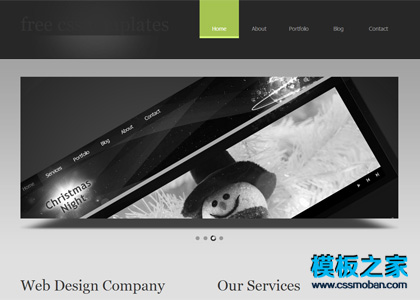 free css templates
Home
About
Portfolio
Blog
Contact
Home
Services
Portfolio
Blog
About
Contact
Christmas
Night
Web Design Company
Our Services
模板之家
www.cssmoban.com